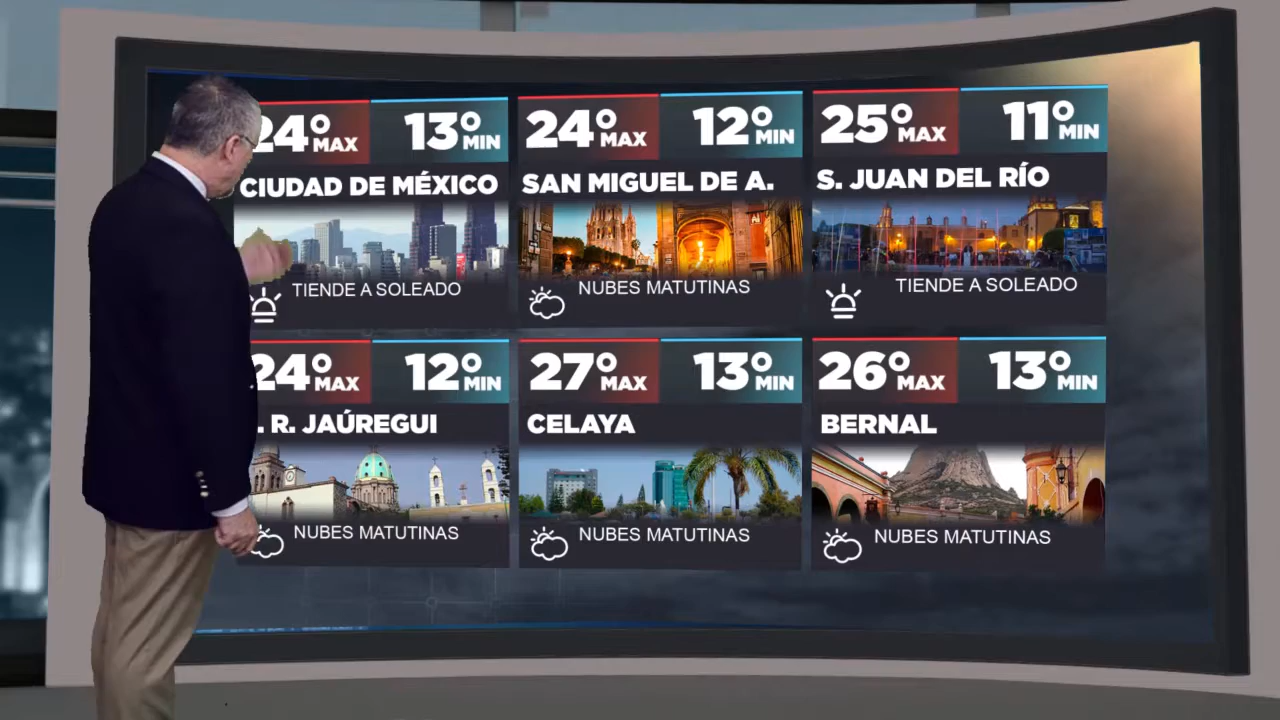 24° MAX 13° MIN
CIUDAD DE MÉXICO
TIENDE A SOLEADO
24° MAX 12° MIN
SAN MIGUEL DE A.
NUBES MATUTINAS
25° MAX 11° MIN
S. JUAN DEL RÍO
TIENDE A SOLEADO
24° MAX 12° MIN
. R. JAÚREGUI
NUBES MATUTINAS
27° MAX 13° MIN
CELAYA
NUBES MATUTINAS
26° MAX 13° MIN
BERNAL
NUBES MATUTINAS